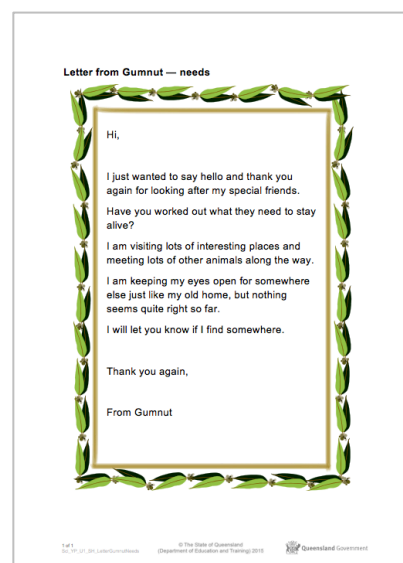 Letter from Gumnut — needs
Hi,
I just wanted to say hello and thank you
again for looking after my special friends.
Have you worked out what they need to stay
alive?
I am visiting lots of interesting places and
meeting lots of other animals along the way.
I am keeping my eyes open for somewhere
else just like my old home, but nothing
seems quite right so far.
I will let you know if I find somewhere.
Thank you again,
From Gumnut
1 of 1
© The State of Queensland
(Department of Education and Training) 2015
Queensland Government